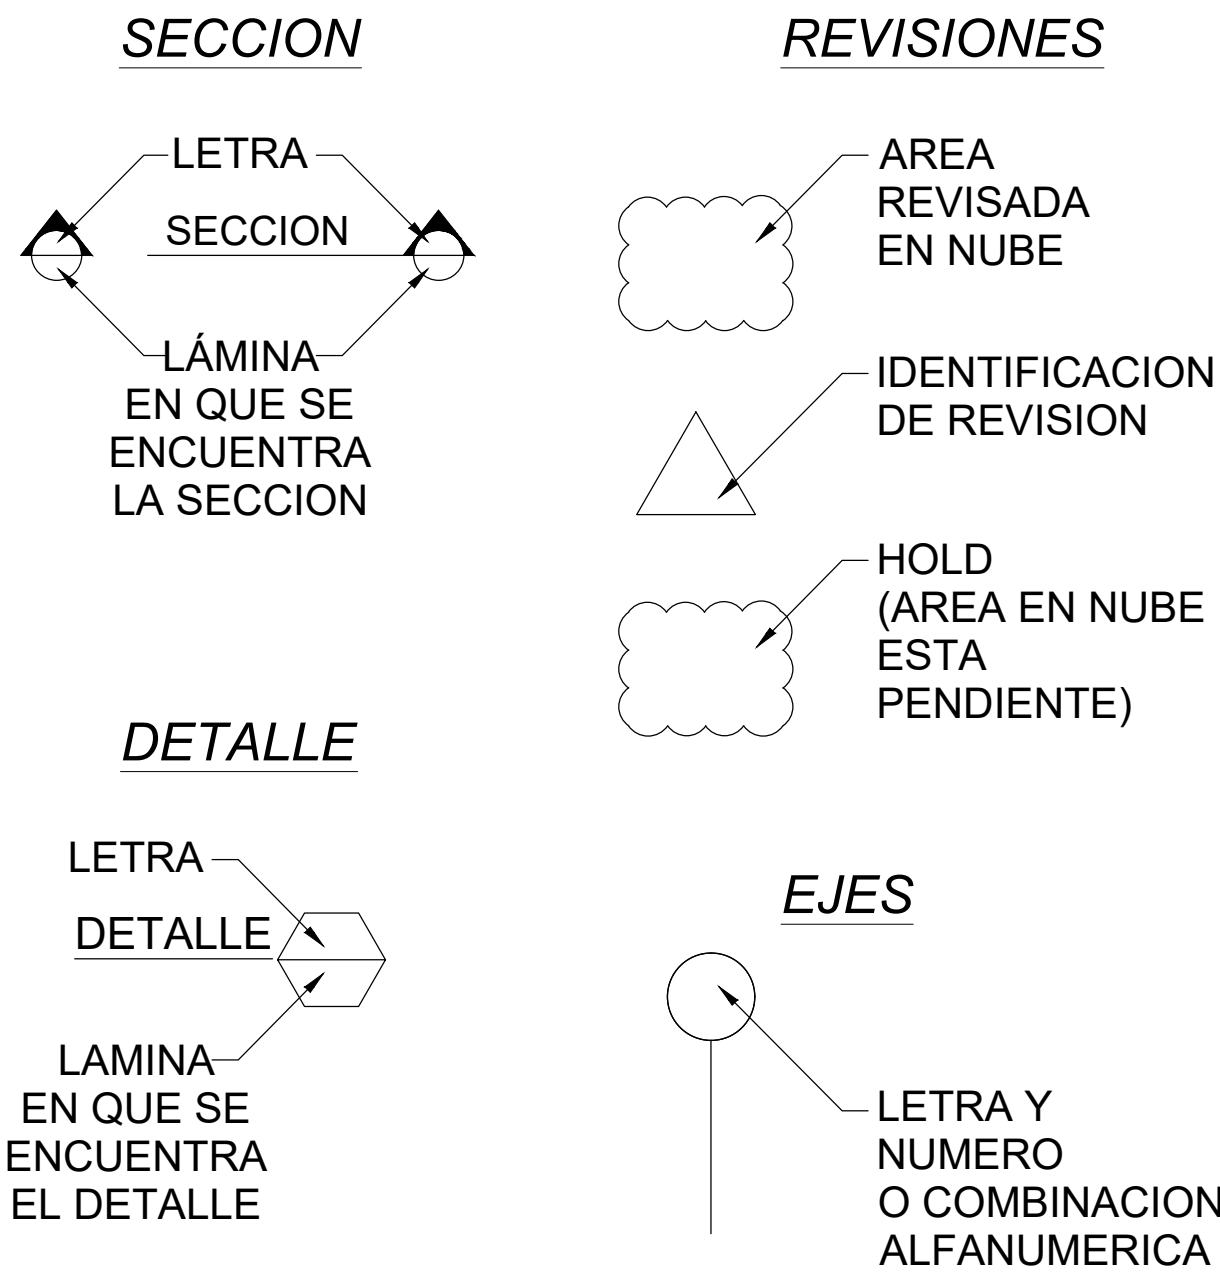 SECCION
LETRA
SECCION
LÁMINA
EN QUE SE
ENCUENTRA
LA SECCION
REVISIONES
AREA
REVISADA
EN NUBE
IDENTIFICACION
DE REVISION
HOLD
(AREA EN NUBE
ESTA
PENDIENTE)
DETALLE
LETRA
DETALLE
LAMINA
EN QUE SE
ENCUENTRA
EL DETALLE
EJES
LETRA Y
NUMERO
O COMBINACION
ALFANUMERICA